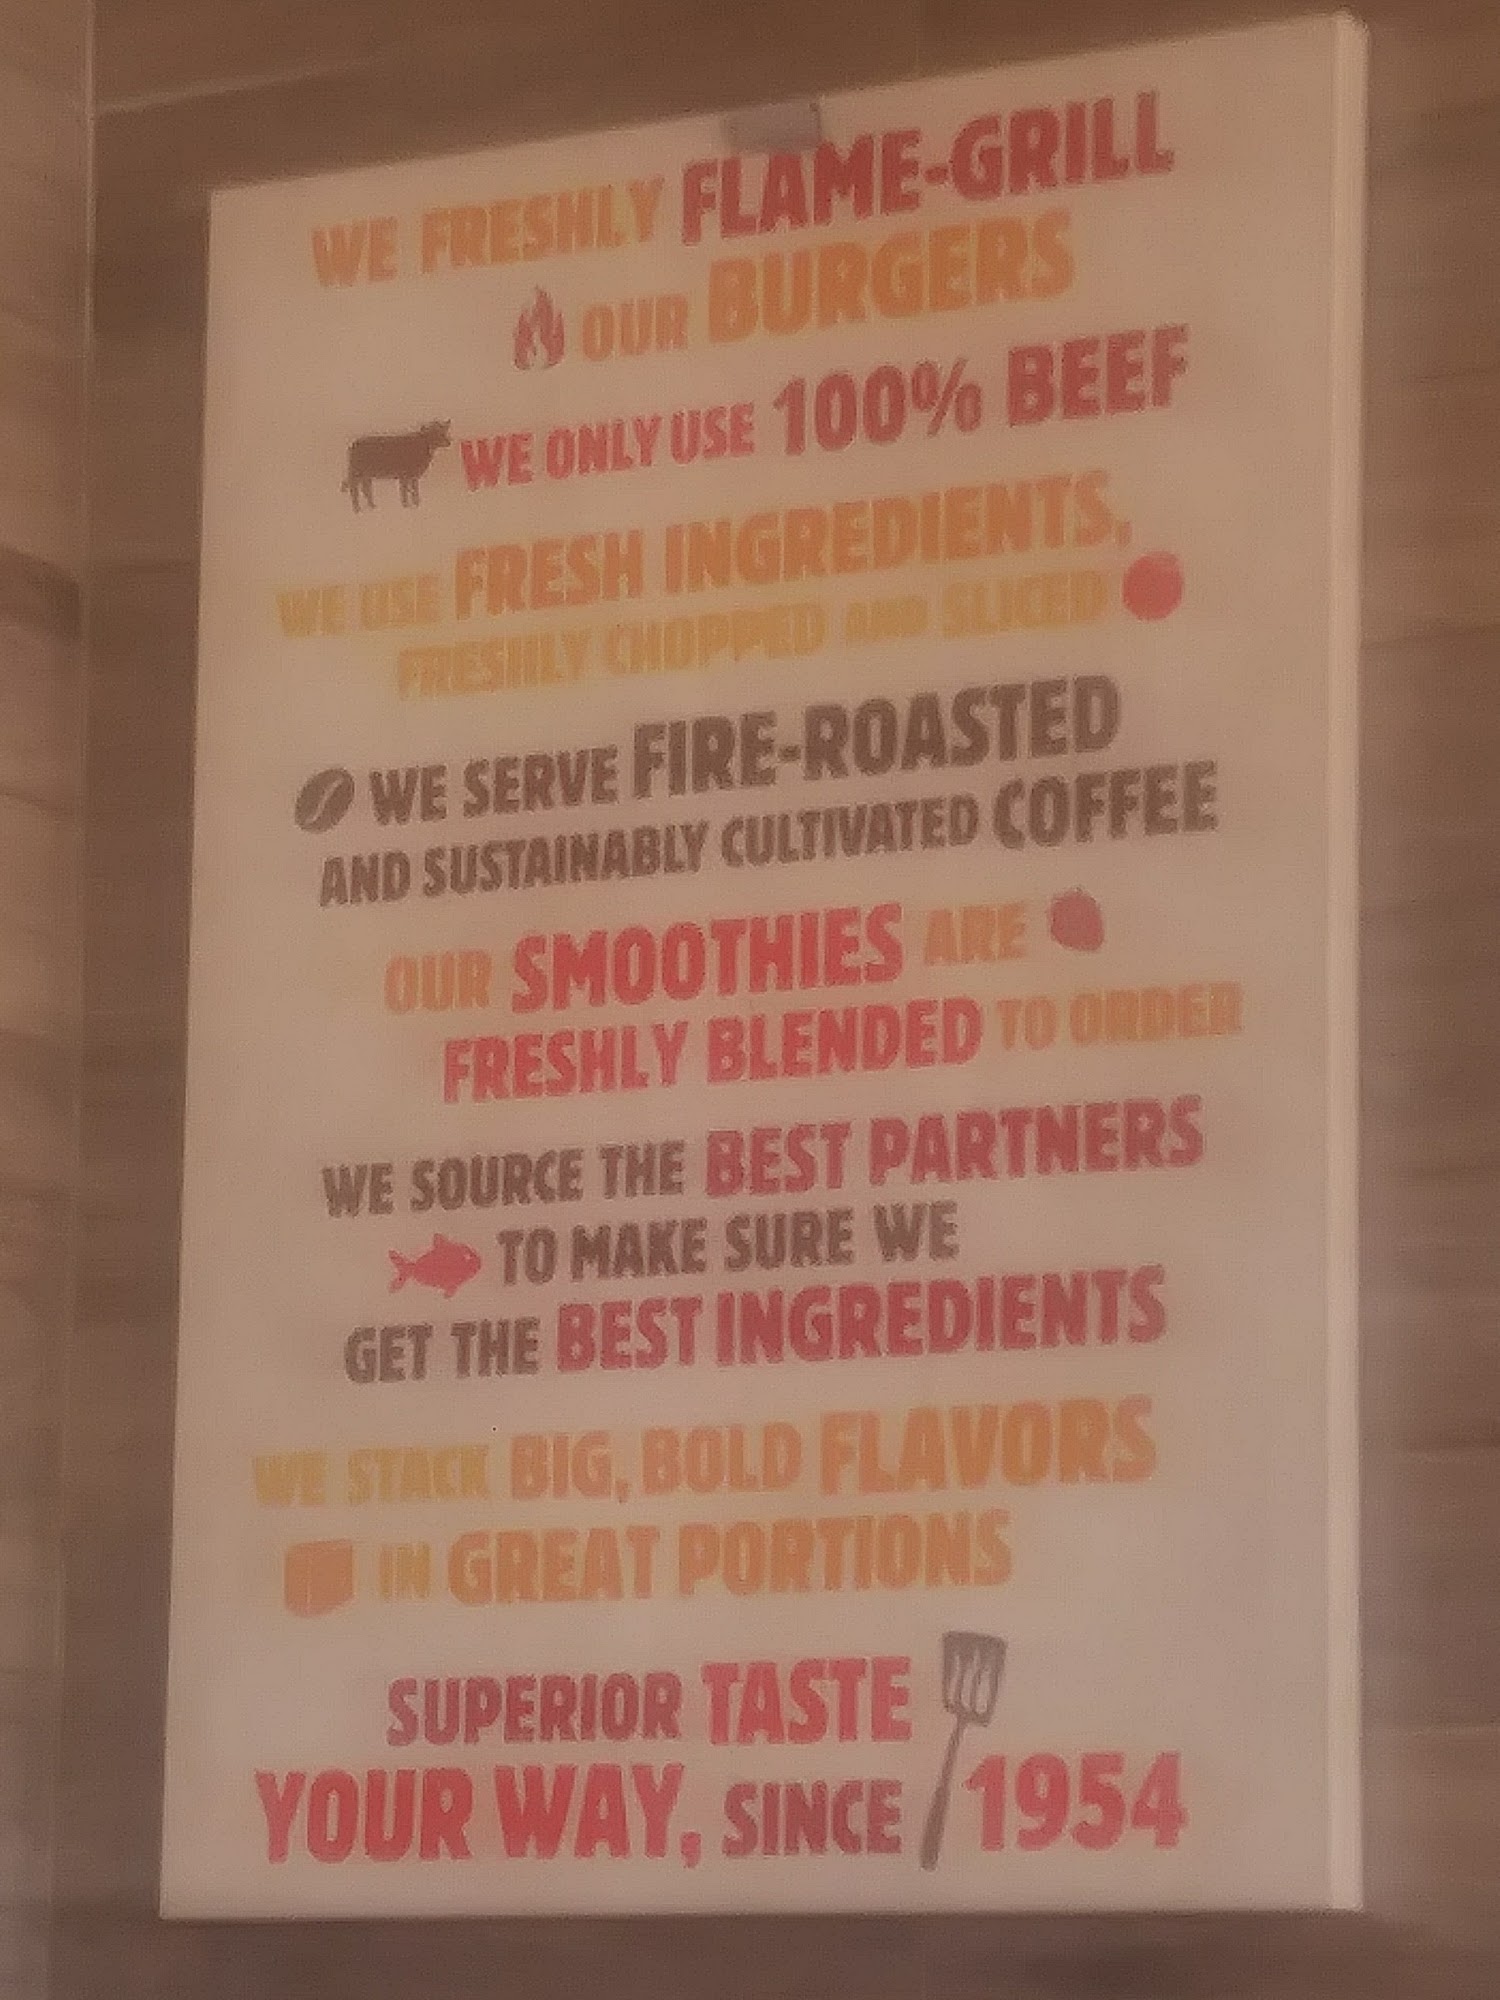 WE FRESHLY FLAME-GRILL
OUR BURGERS
WE ONLY USE 100% BEEF
WE USE FRESH INGREDIENTS,
FRESHLY CHOPPED AND SLICED
WE SERVE FIRE-ROASTED
AND SUSTAINABLY CULTIVATED COFFEE
OUR SMOOTHIES ARE
FRESHLY BLENDED TO ORDER
WE SOURCE THE BEST PARTNERS
TO MAKE SURE WE
GET THE BEST INGREDIENTS
WE STACK BIG, BOLD FLAVORS
IN GREAT PORTIONS
SUPERIOR TASTE
YOUR WAY, SINCE 1954